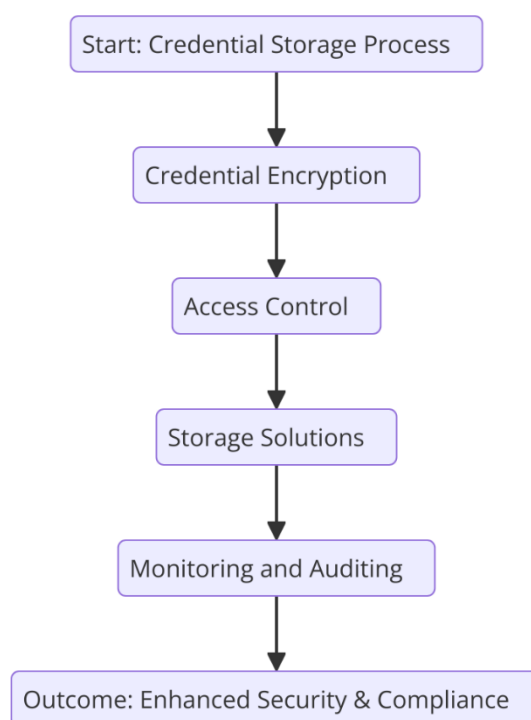 Start: Credential Storage Process
Credential Encryption
Access Control
Storage Solutions
Monitoring and Auditing
Outcome: Enhanced Security & Compliance